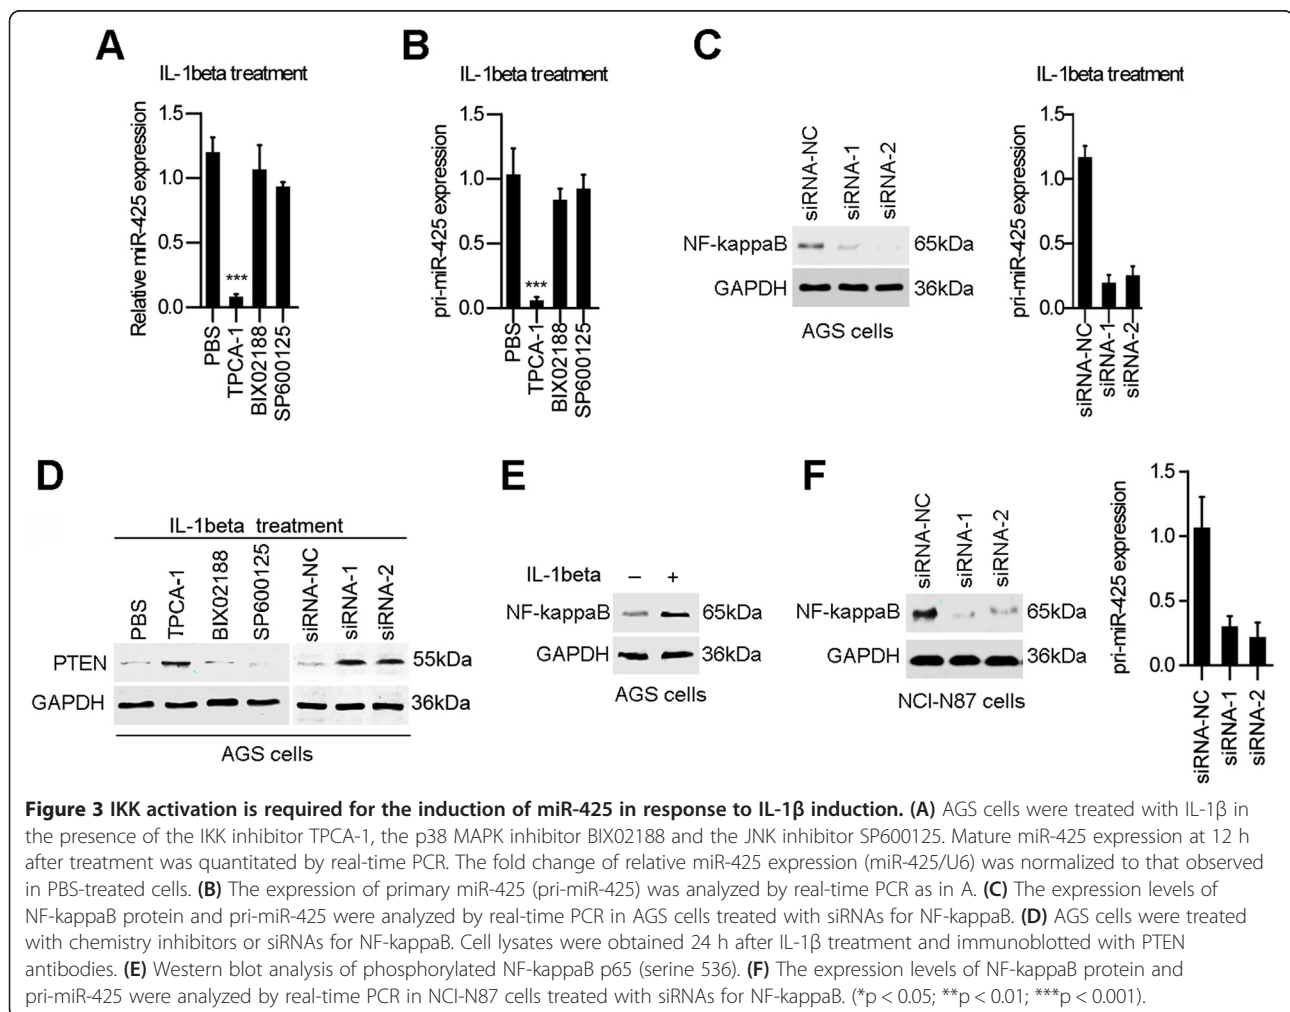 A
IL-1beta treatment
Relative miR-425 expression
1.5
1.0
0.5
0.0
***
PBS
TPCA-1
BIX02188
SP600125
B
IL-1beta treatment
pri-miR-425 expression
1.5
1.0
0.5
0.0
***
PBS
TPCA-1
BIX02188
SP600125
C
siRNA-NC
siRNA-1
siRNA-2
NF-kappaB 65kDa
GAPDH 36kDa
AGS cells
IL-1beta treatment
pri-miR-425 expression
1.5
1.0
0.5
0.0
siRNA-NC
siRNA-1
siRNA-2
D
IL-1beta treatment
PBS
TPCA-1
BIX02188
SP600125
siRNA-NC
siRNA-1
siRNA-2
PTEN 55kDa
GAPDH 36kDa
AGS cells
E
IL-1beta – +
NF-kappaB 65kDa
GAPDH 36kDa
AGS cells
F
siRNA-NC
siRNA-1
siRNA-2
NF-kappaB 65kDa
GAPDH 36kDa
NCI-N87 cells
pri-miR-425 expression
1.5
1.0
0.5
0.0
siRNA-NC
siRNA-1
siRNA-2
Figure 3 IKK activation is required for the induction of miR-425 in response to IL-1β induction. (A) AGS cells were treated with IL-1β in
the presence of the IKK inhibitor TPCA-1, the p38 MAPK inhibitor BIX02188 and the JNK inhibitor SP600125. Mature miR-425 expression at 12 h
after treatment was quantitated by real-time PCR. The fold change of relative miR-425 expression (miR-425/U6) was normalized to that observed
in PBS-treated cells. (B) The expression of primary miR-425 (pri-miR-425) was analyzed by real-time PCR as in A. (C) The expression levels of
NF-kappaB protein and pri-miR-425 were analyzed by real-time PCR in AGS cells treated with siRNAs for NF-kappaB. (D) AGS cells were treated
with chemistry inhibitors or siRNAs for NF-kappaB. Cell lysates were obtained 24 h after IL-1β treatment and immunoblotted with PTEN
antibodies. (E) Western blot analysis of phosphorylated NF-kappaB p65 (serine 536). (F) The expression levels of NF-kappaB protein and
pri-miR-425 were analyzed by real-time PCR in NCI-N87 cells treated with siRNAs for NF-kappaB. (*p < 0.05; **p < 0.01; ***p < 0.001).